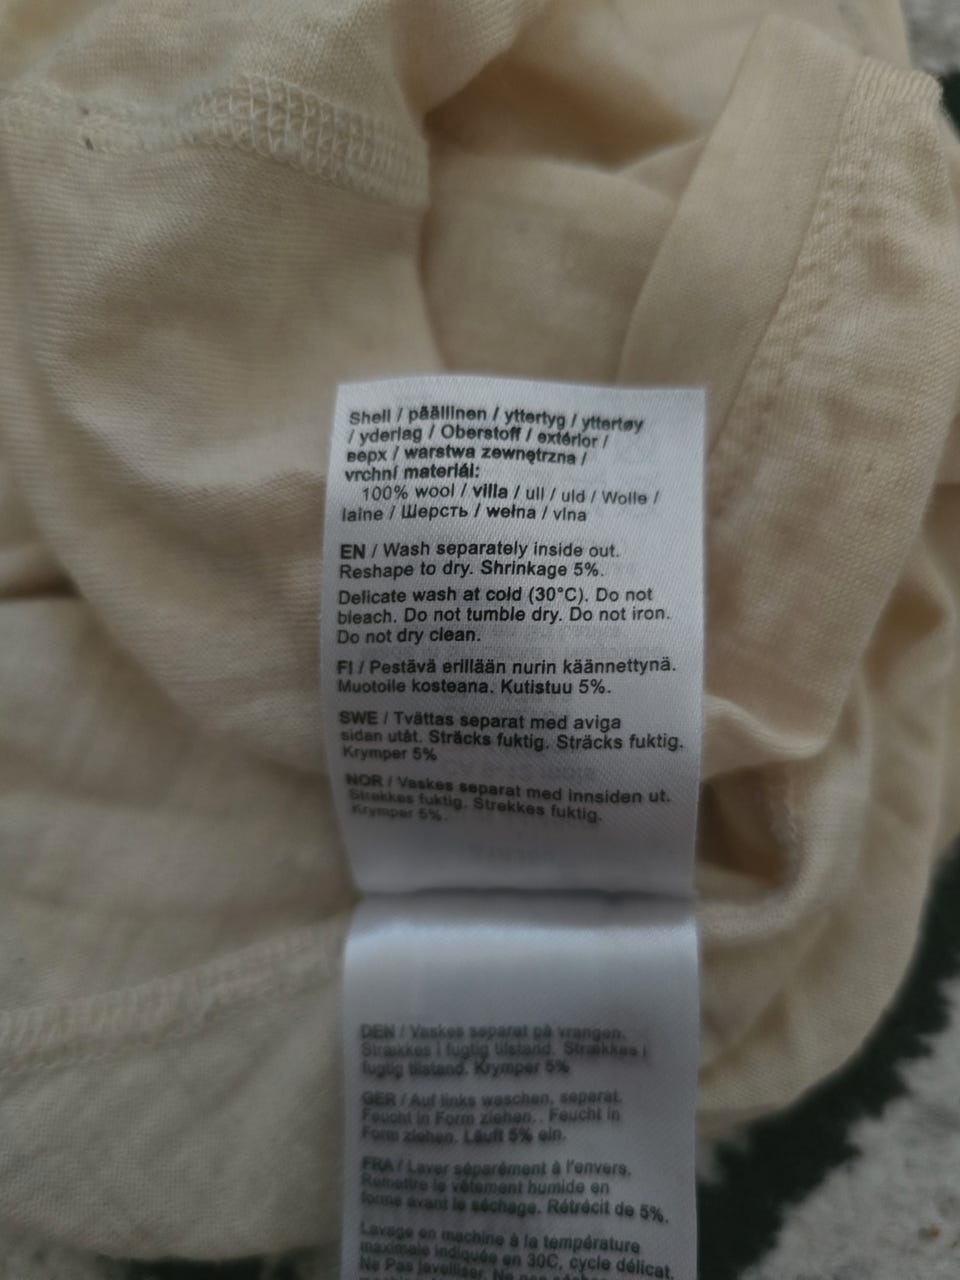 Shell / päällinen / yttertyg / yttertøy
/ yderlag / Oberstoff / extérior /
верх / warstwa zewnętrzna /
vrchní materiál:
100% wool / villa / ull / uld / Wolle /
laine / Шерсть / wełna / vlna
EN / Wash separately inside out.
Reshape to dry. Shrinkage 5%.
Delicate wash at cold (30°C). Do not
bleach. Do not tumble dry. Do not iron.
Do not dry clean.
FI / Pestävä erillään nurin käännettynä.
Muotoile kosteana. Kutistuu 5%.
SWE / Tvättas separat med aviga
sidan utåt. Sträcks fuktig. Sträcks fuktig.
Krymper 5%
NOR / Vaskes separat med innsiden ut.
Strekkes fuktig. Strekkes fuktig.
Krymper 5%.
DEN / Vaskes separat på vrangen.
Strækkes i fugtig tilstand. Strækkes i
fugtig tilstand. Krymper 5%
GER / Auf links waschen, separat.
Feucht in Form ziehen. . Feucht in
Form ziehen. Läuft 5% ein.
FRA / Laver séparément à l'envers.
Remettre le vêtement humide en
forme avant le séchage. Rétrécit de 5%.
Lavage en machine à la température
maximale indiquée en 30C, cycle délicat.
Ne Pas javelliser. Ne pas